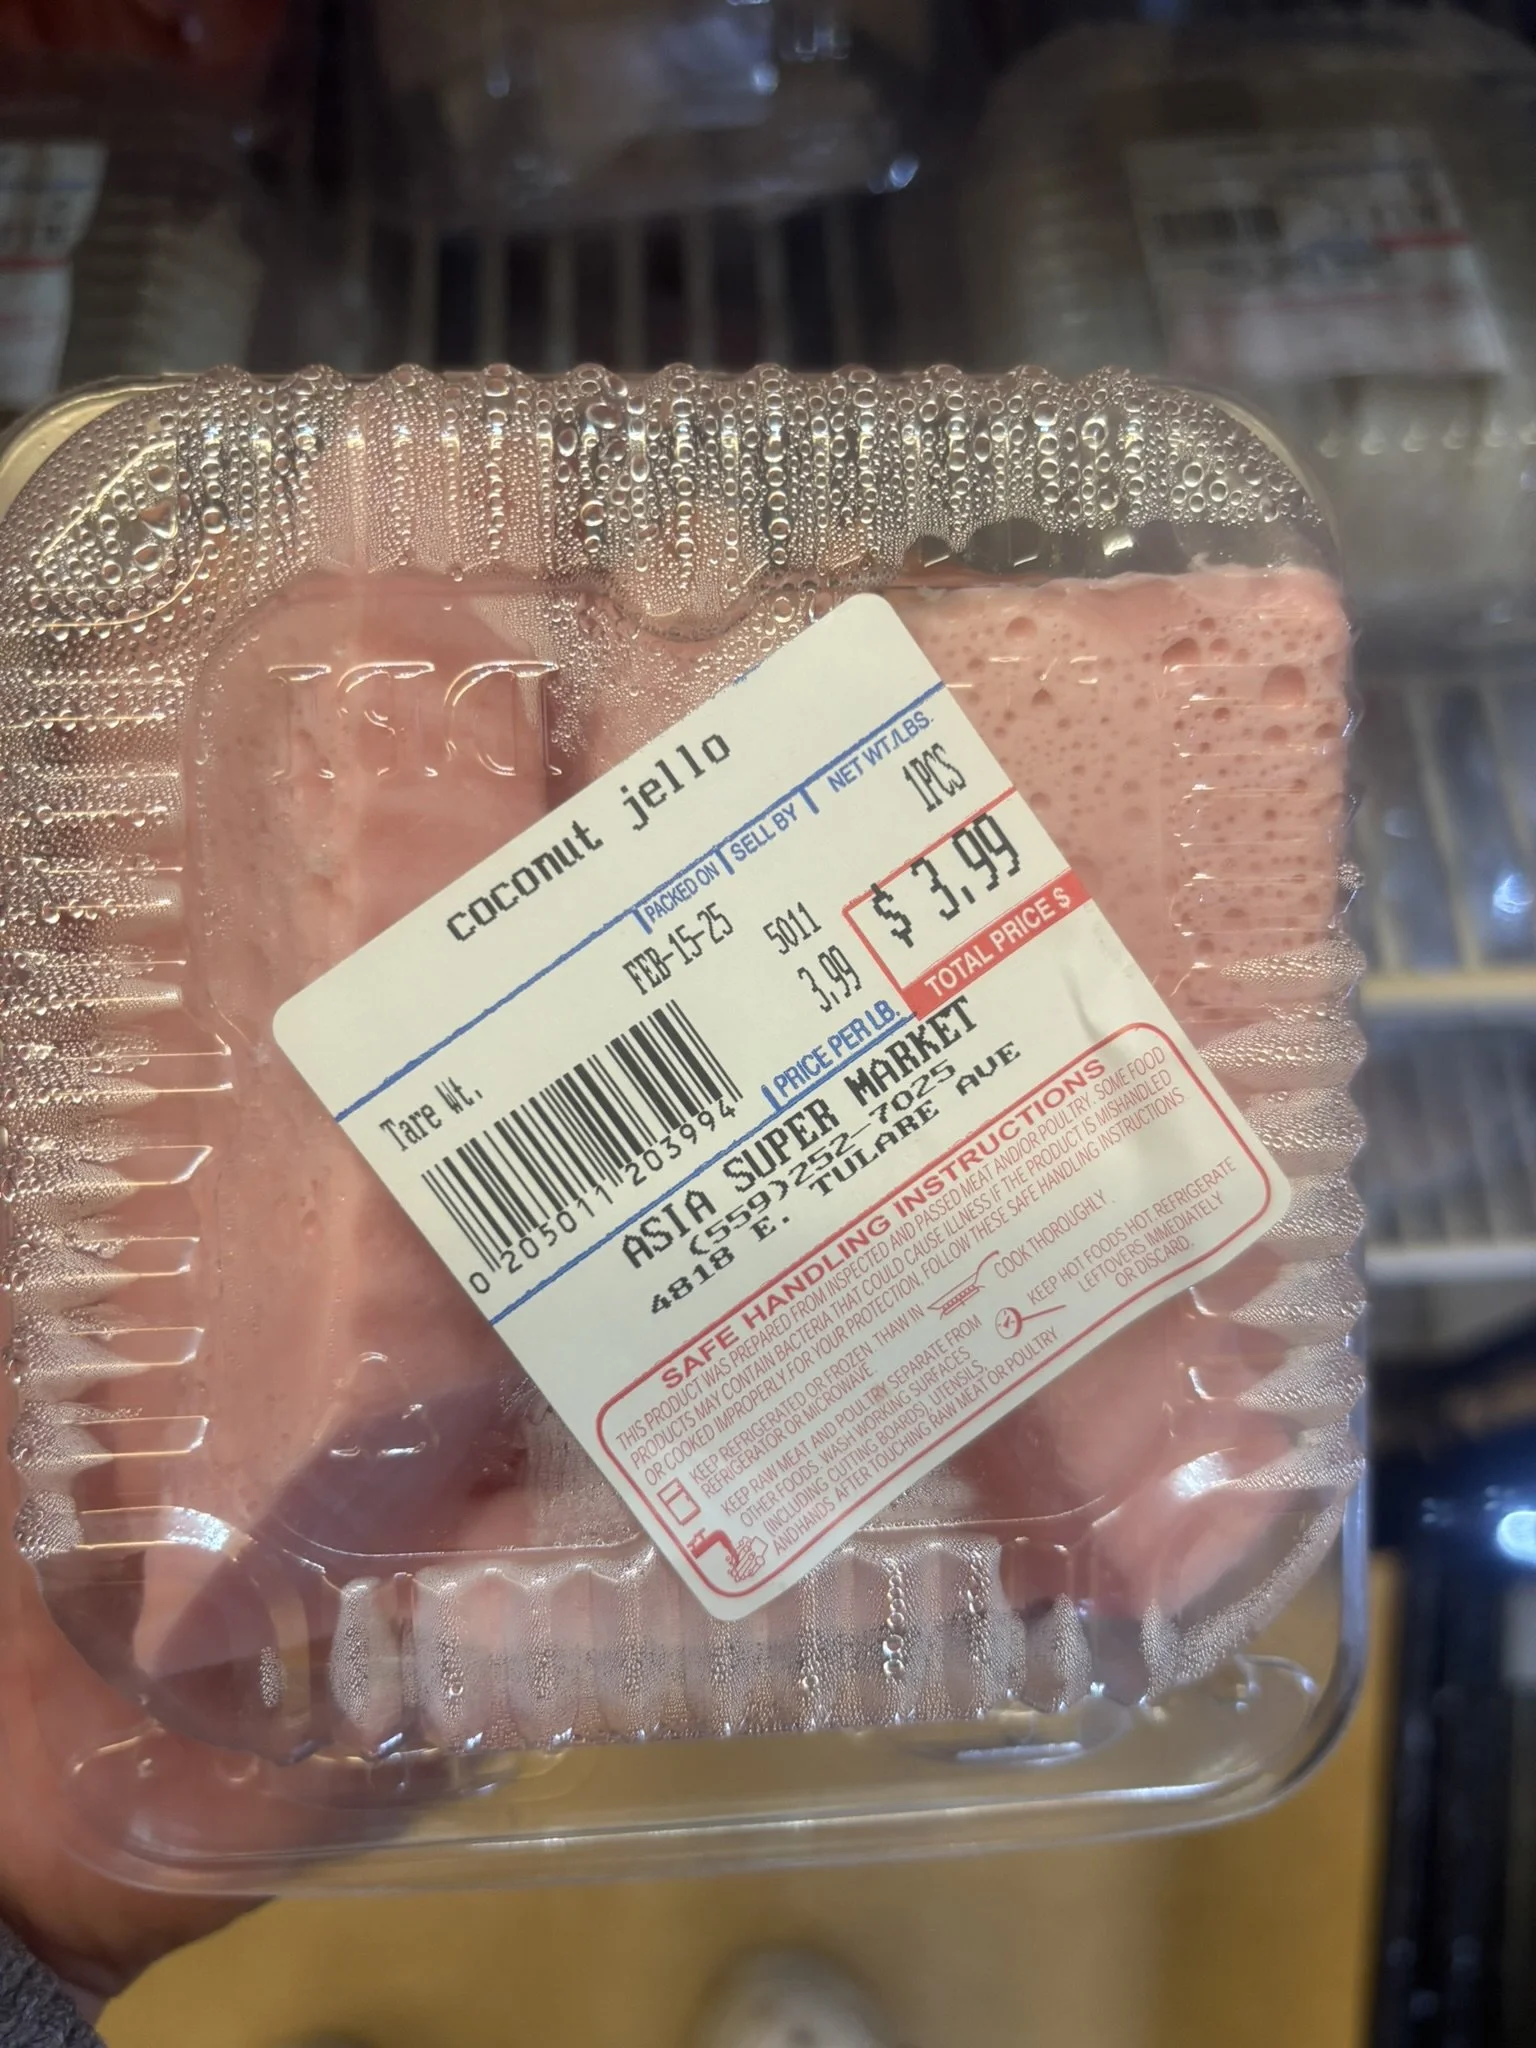 coconut jello
PACKED ON SELL BY NET WT./LBS.
FEB-15-25 5011 1PCS
Tare Wt. 3.99 $ 3.99
PRICE PER LB. TOTAL PRICE $
0 205011 203994
ASIA SUPER MARKET
(559)252-7025
4818 E. TULARE AVE
SAFE HANDLING INSTRUCTIONS
THIS PRODUCT WAS PREPARED FROM INSPECTED AND PASSED MEAT AND/OR POULTRY. SOME FOOD
PRODUCTS MAY CONTAIN BACTERIA THAT COULD CAUSE ILLNESS IF THE PRODUCT IS MISHANDLED
OR COOKED IMPROPERLY. FOR YOUR PROTECTION, FOLLOW THESE SAFE HANDLING INSTRUCTIONS
KEEP REFRIGERATED OR FROZEN. THAW IN
REFRIGERATOR OR MICROWAVE
COOK THOROUGHLY.
KEEP RAW MEAT AND POULTRY SEPARATE FROM
OTHER FOODS. WASH WORKING SURFACES
(INCLUDING CUTTING BOARDS), UTENSILS,
AND HANDS AFTER TOUCHING RAW MEAT OR POULTRY
KEEP HOT FOODS HOT. REFRIGERATE
LEFTOVERS IMMEDIATELY
OR DISCARD.